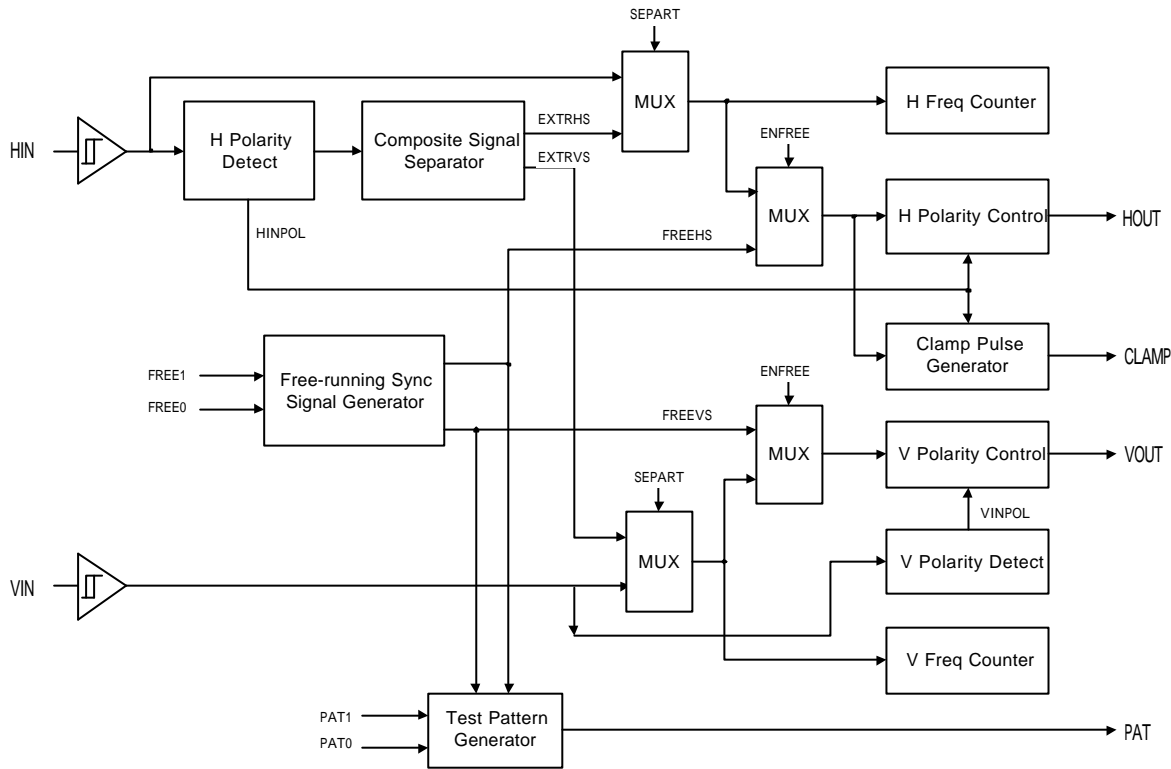 SEPART
MUX
H Freq Counter
HIN
H Polarity
Detect
Composite Signal
Separator
EXTRHS
EXTRVS
ENFREE
MUX
H Polarity Control
HOUT
HINPOL
FREEHS
Clamp Pulse
Generator
CLAMP
FREE1
FREE0
Free-running Sync
Signal Generator
ENFREE
FREEVS
MUX
V Polarity Control
VOUT
SEPART
VINPOL
MUX
V Polarity Detect
VIN
V Freq Counter
PAT1
PAT0
Test Pattern
Generator
PAT